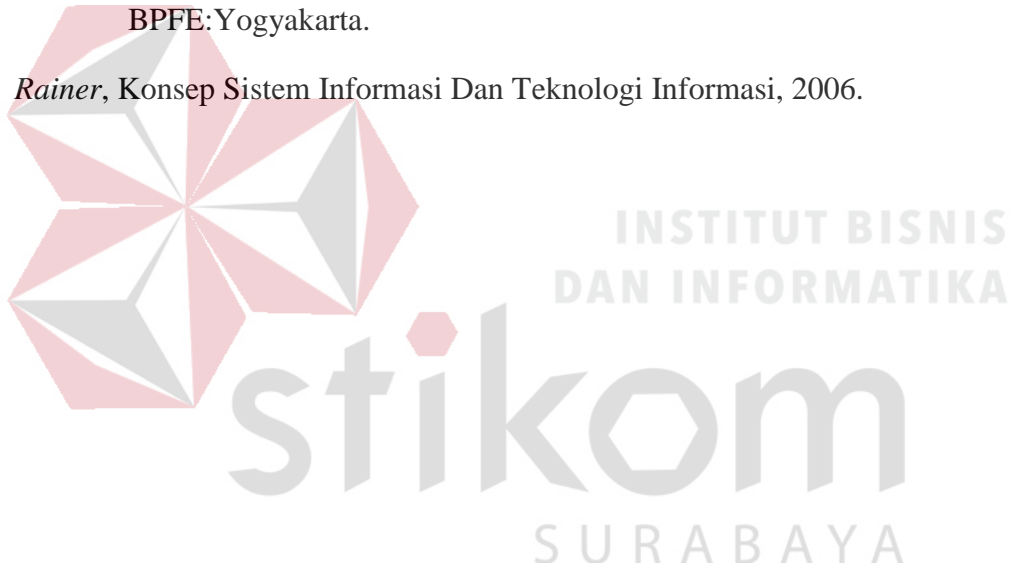 BPFE:Yogyakarta.
Rainer, Konsep Sistem Informasi Dan Teknologi Informasi, 2006.
INSTITUT BISNIS
DAN INFORMATIKA
stikom
SURABAYA